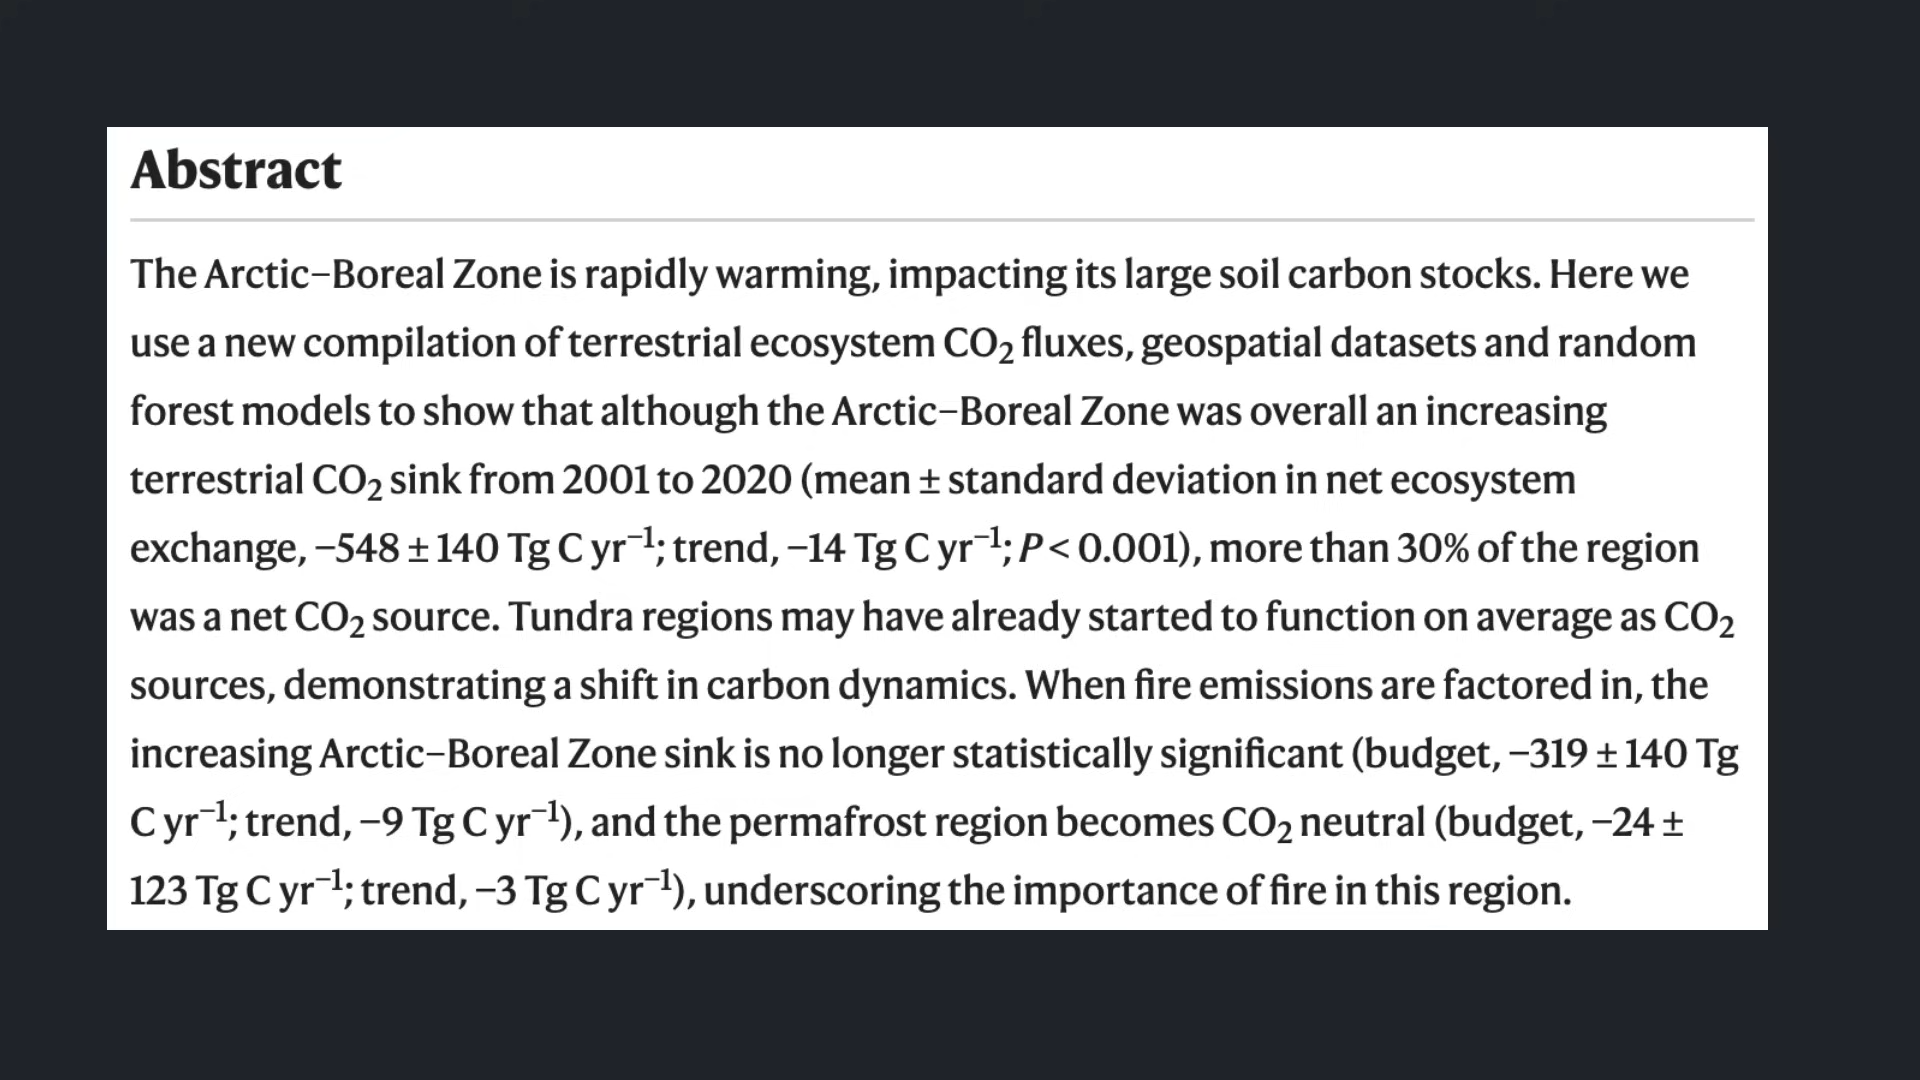 Abstract
The Arctic–Boreal Zone is rapidly warming, impacting its large soil carbon stocks. Here we
use a new compilation of terrestrial ecosystem CO₂ fluxes, geospatial datasets and random
forest models to show that although the Arctic–Boreal Zone was overall an increasing
terrestrial CO₂ sink from 2001 to 2020 (mean ± standard deviation in net ecosystem
exchange, −548 ± 140 Tg C yr⁻¹; trend, −14 Tg C yr⁻¹; P < 0.001), more than 30% of the region
was a net CO₂ source. Tundra regions may have already started to function on average as CO₂
sources, demonstrating a shift in carbon dynamics. When fire emissions are factored in, the
increasing Arctic–Boreal Zone sink is no longer statistically significant (budget, −319 ± 140 Tg
C yr⁻¹; trend, −9 Tg C yr⁻¹), and the permafrost region becomes CO₂ neutral (budget, −24 ±
123 Tg C yr⁻¹; trend, −3 Tg C yr⁻¹), underscoring the importance of fire in this region.